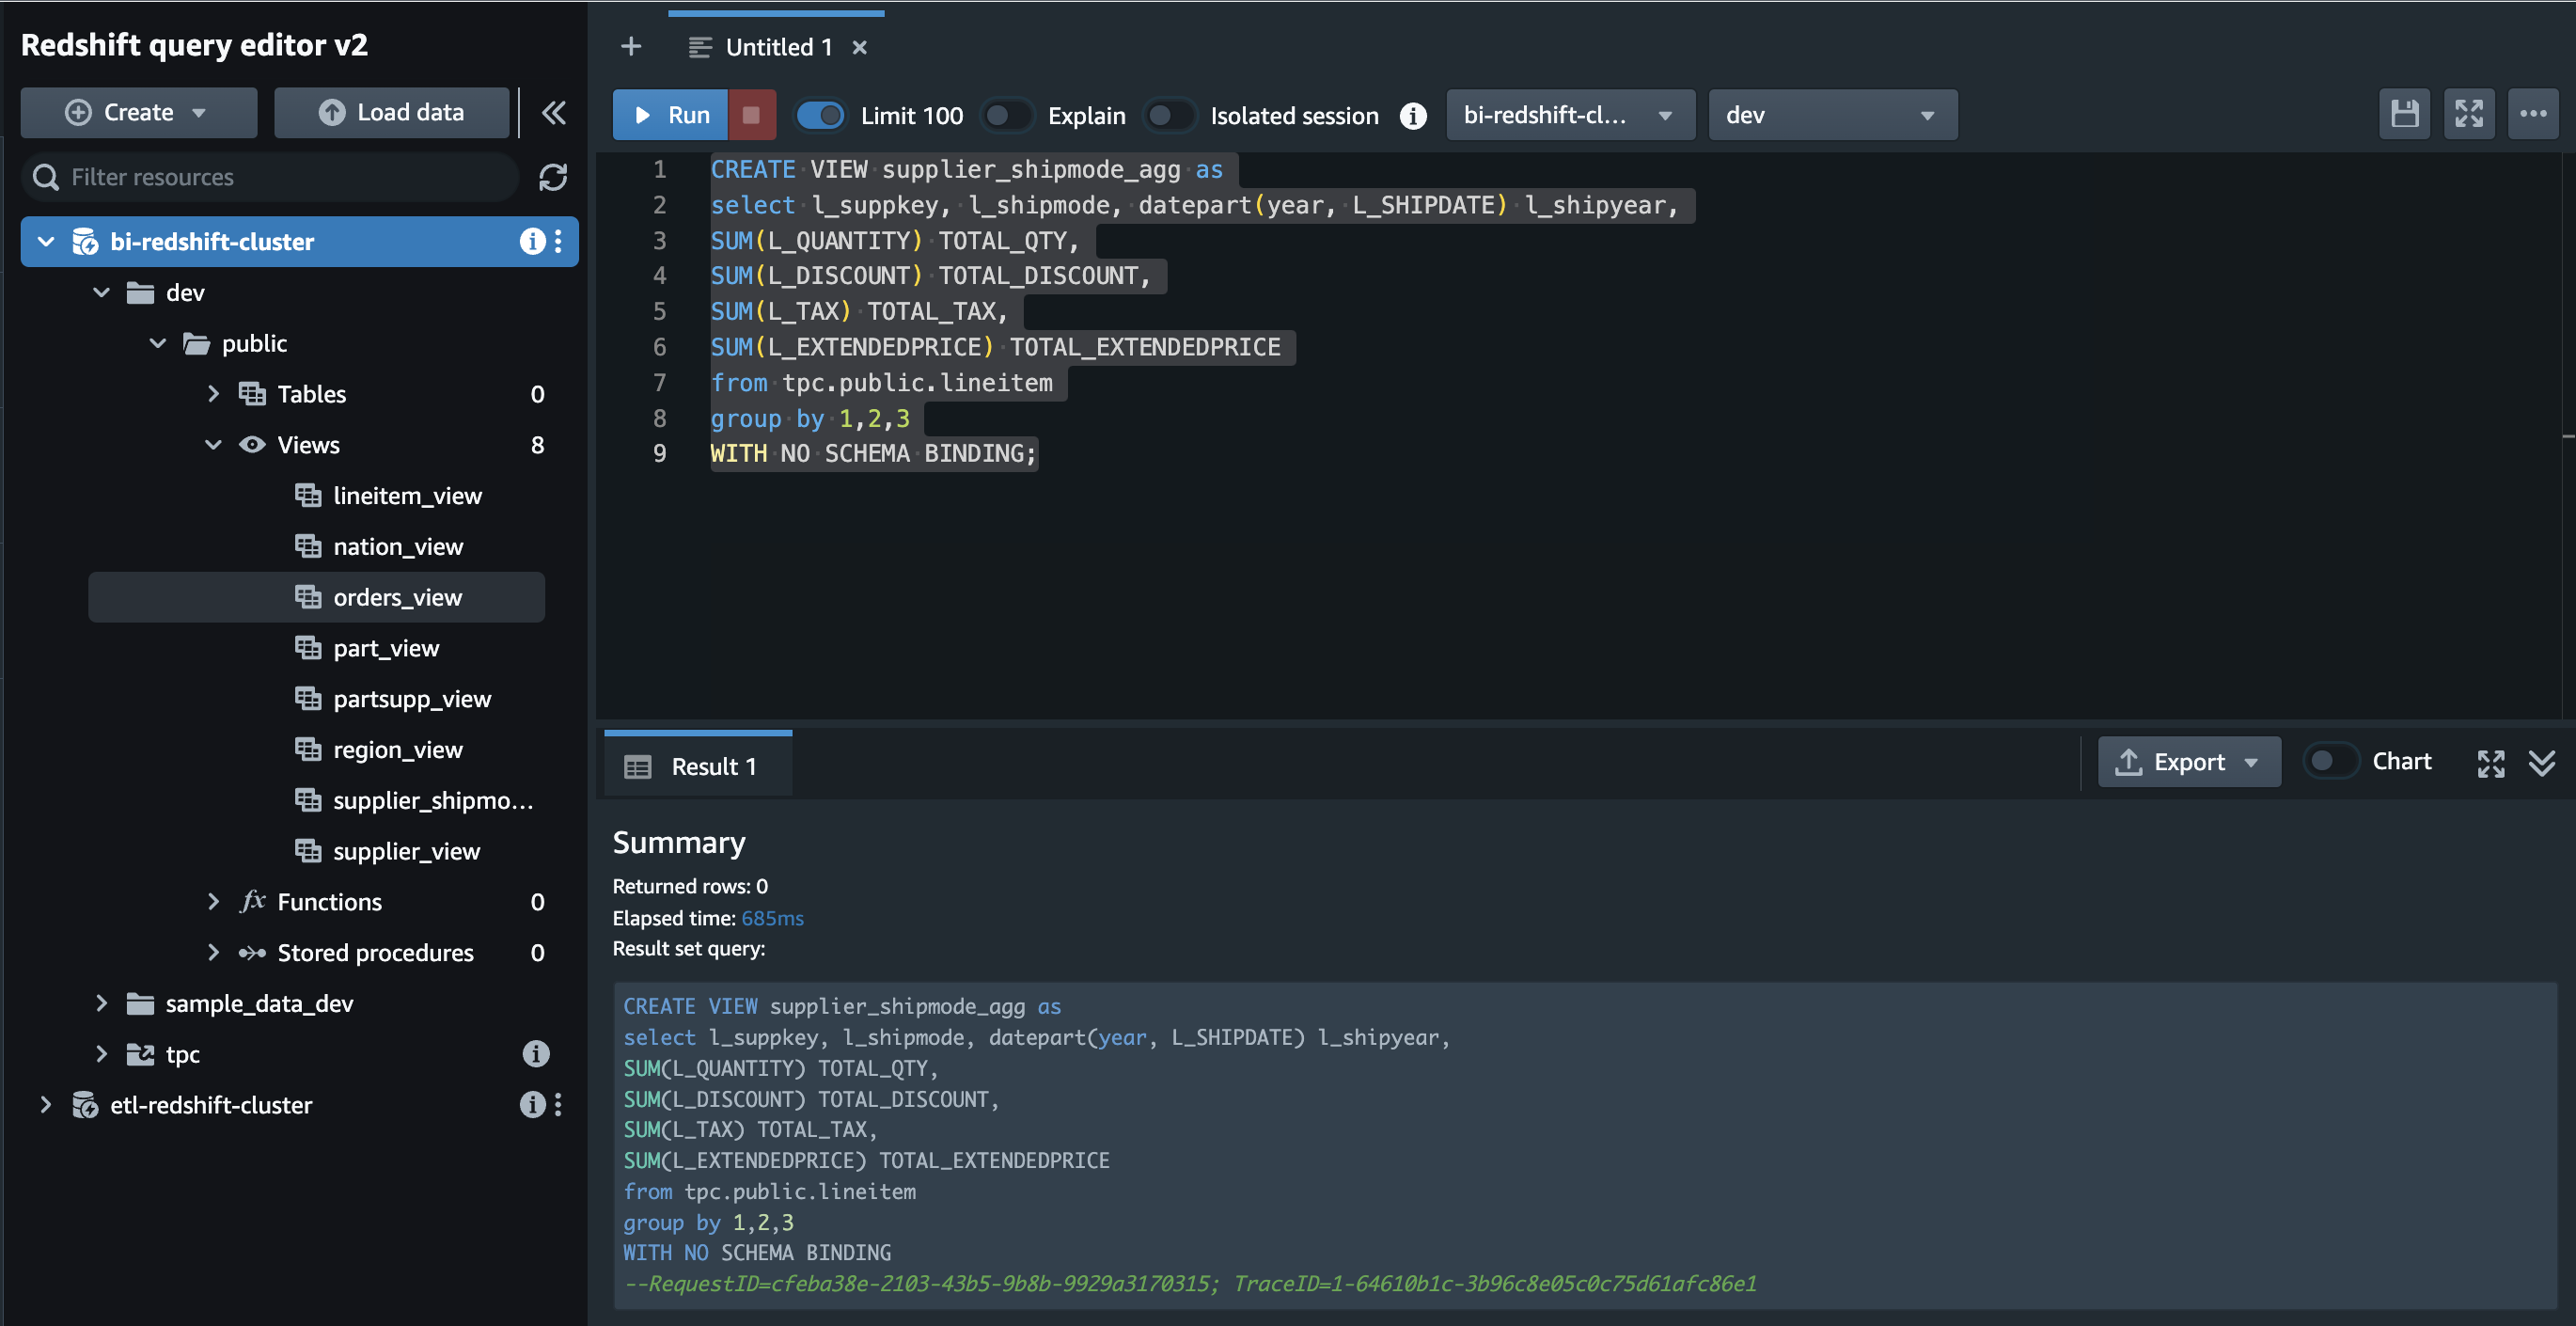 Redshift query editor v2
Create
Load data
Filter resources
bi-redshift-cluster
dev
public
Tables 0
Views 8
lineitem_view
nation_view
orders_view
part_view
partsupp_view
region_view
supplier_shipmo...
supplier_view
fx Functions 0
Stored procedures 0
sample_data_dev
tpc
etl-redshift-cluster
Untitled 1
Run
Limit 100
Explain
Isolated session
bi-redshift-cl...
dev
1 CREATE VIEW supplier_shipmode_agg as
2 select l_suppkey, l_shipmode, datepart(year, L_SHIPDATE) l_shipyear,
3 SUM(L_QUANTITY) TOTAL_QTY,
4 SUM(L_DISCOUNT) TOTAL_DISCOUNT,
5 SUM(L_TAX) TOTAL_TAX,
6 SUM(L_EXTENDEDPRICE) TOTAL_EXTENDEDPRICE
7 from tpc.public.lineitem
8 group by 1,2,3
9 WITH NO SCHEMA BINDING;
Result 1
Export
Chart
Summary
Returned rows: 0
Elapsed time: 685ms
Result set query:
CREATE VIEW supplier_shipmode_agg as
select l_suppkey, l_shipmode, datepart(year, L_SHIPDATE) l_shipyear,
SUM(L_QUANTITY) TOTAL_QTY,
SUM(L_DISCOUNT) TOTAL_DISCOUNT,
SUM(L_TAX) TOTAL_TAX,
SUM(L_EXTENDEDPRICE) TOTAL_EXTENDEDPRICE
from tpc.public.lineitem
group by 1,2,3
WITH NO SCHEMA BINDING
--RequestID=cfeba38e-2103-43b5-9b8b-9929a3170315; TraceID=1-64610b1c-3b96c8e05c0c75d61afc86e1